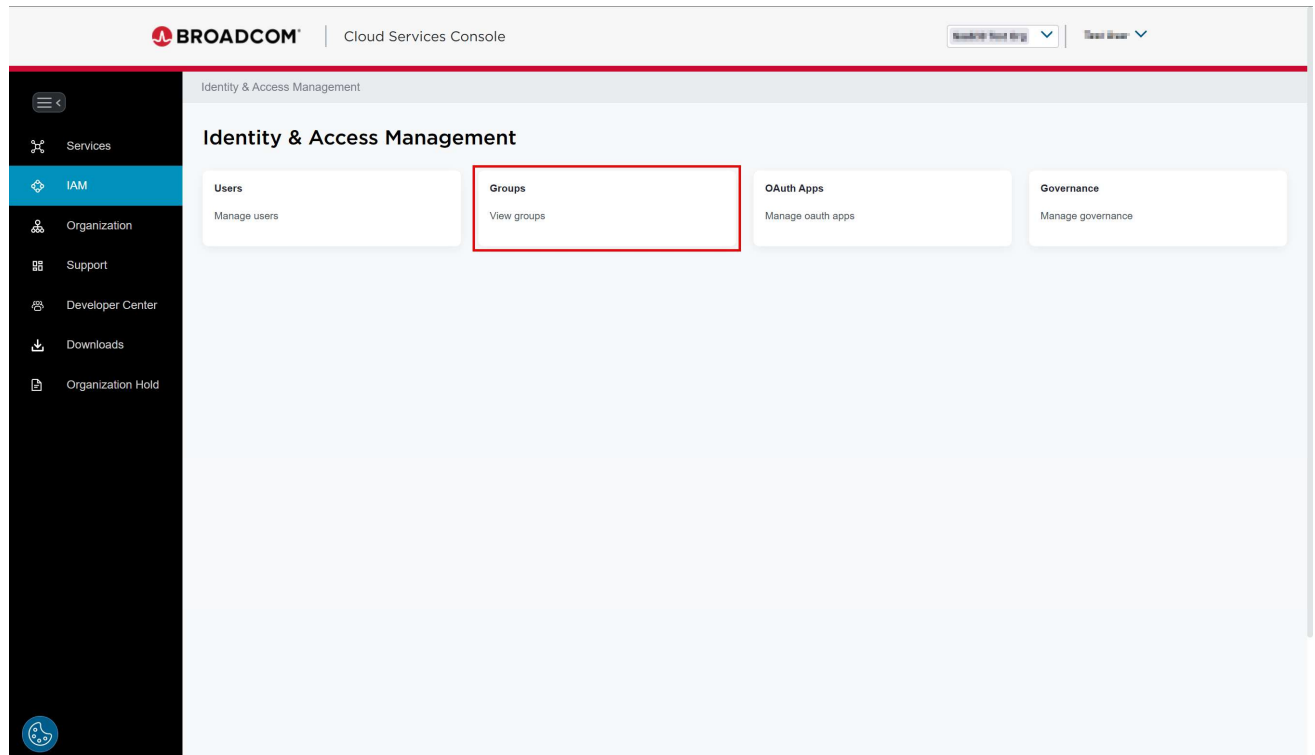 BROADCOM®
Cloud Services Console
Identity & Access Management
Services
IAM
Organization
Support
Developer Center
Downloads
Organization Hold
Identity & Access Management
Users
Manage users
Groups
View groups
OAuth Apps
Manage oauth apps
Governance
Manage governance